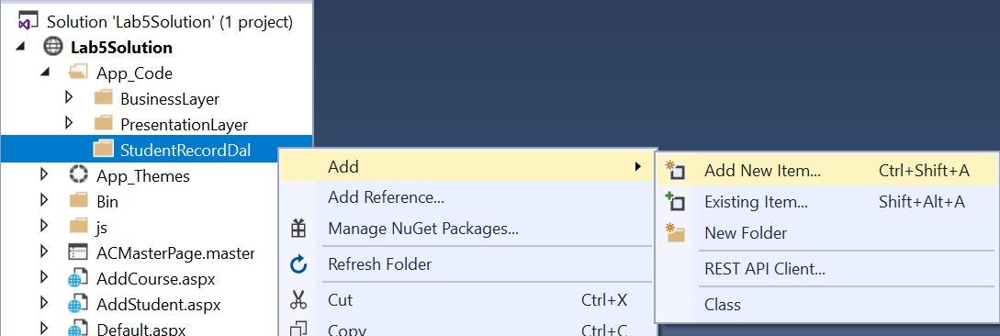 Solution 'Lab5Solution' (1 project)
Lab5Solution
App_Code
BusinessLayer
PresentationLayer
StudentRecordDal
App_Themes
Bin
js
ACMasterPage.master
AddCourse.aspx
AddStudent.aspx
Default.aspx
Add
Add Reference...
Manage NuGet Packages...
Refresh Folder
Cut Ctrl+X
Copy Ctrl+C
Add New Item... Ctrl+Shift+A
Existing Item... Shift+Alt+A
New Folder
REST API Client...
Class